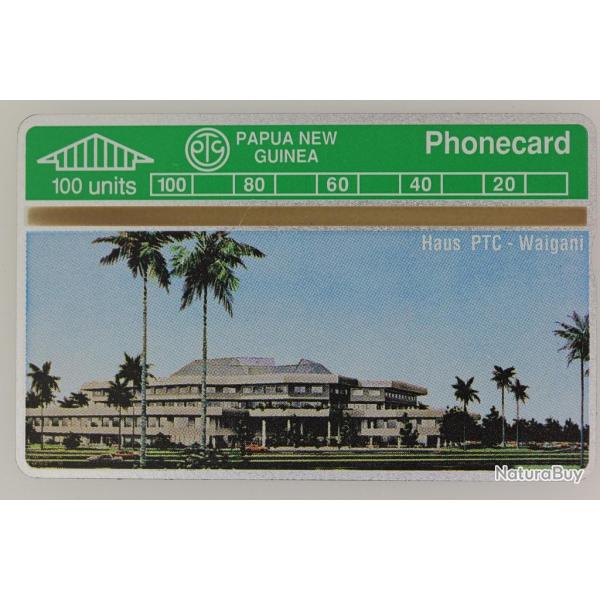 PTC PAPUA NEW GUINEA Phonecard
100 units 100 80 60 40 20
Haus PTC - Waigani
NaturaBuy